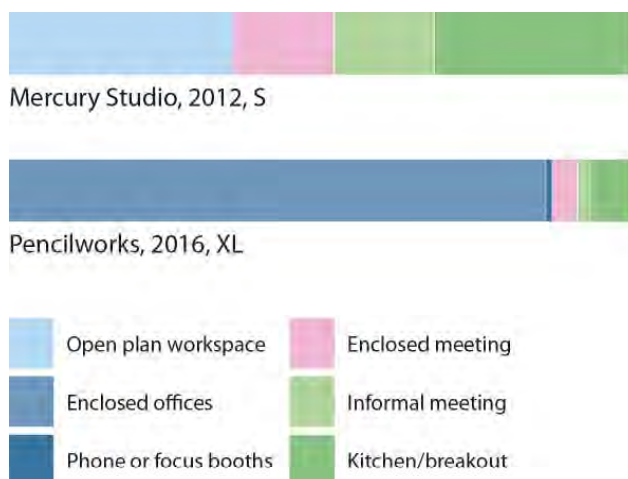 Mercury Studio, 2012, S
Pencilworks, 2016, XL
Open plan workspace
Enclosed meeting
Enclosed offices
Informal meeting
Phone or focus booths
Kitchen/breakout